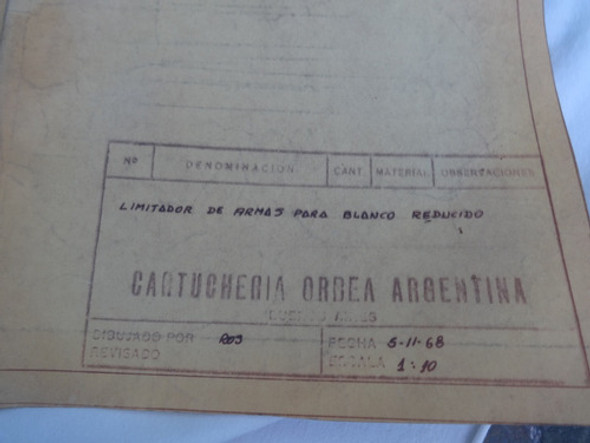 Nº DENOMINACION CANT. MATERIAL OBSERVACIONES
LIMITADOR DE ARMAS PARA BLANCO REDUCIDO
CARTUCHERIA ORBEA ARGENTINA
BUENOS AIRES
DIBUJADO POR ROJ FECHA 5-11-68
REVISADO ESCALA 1:10